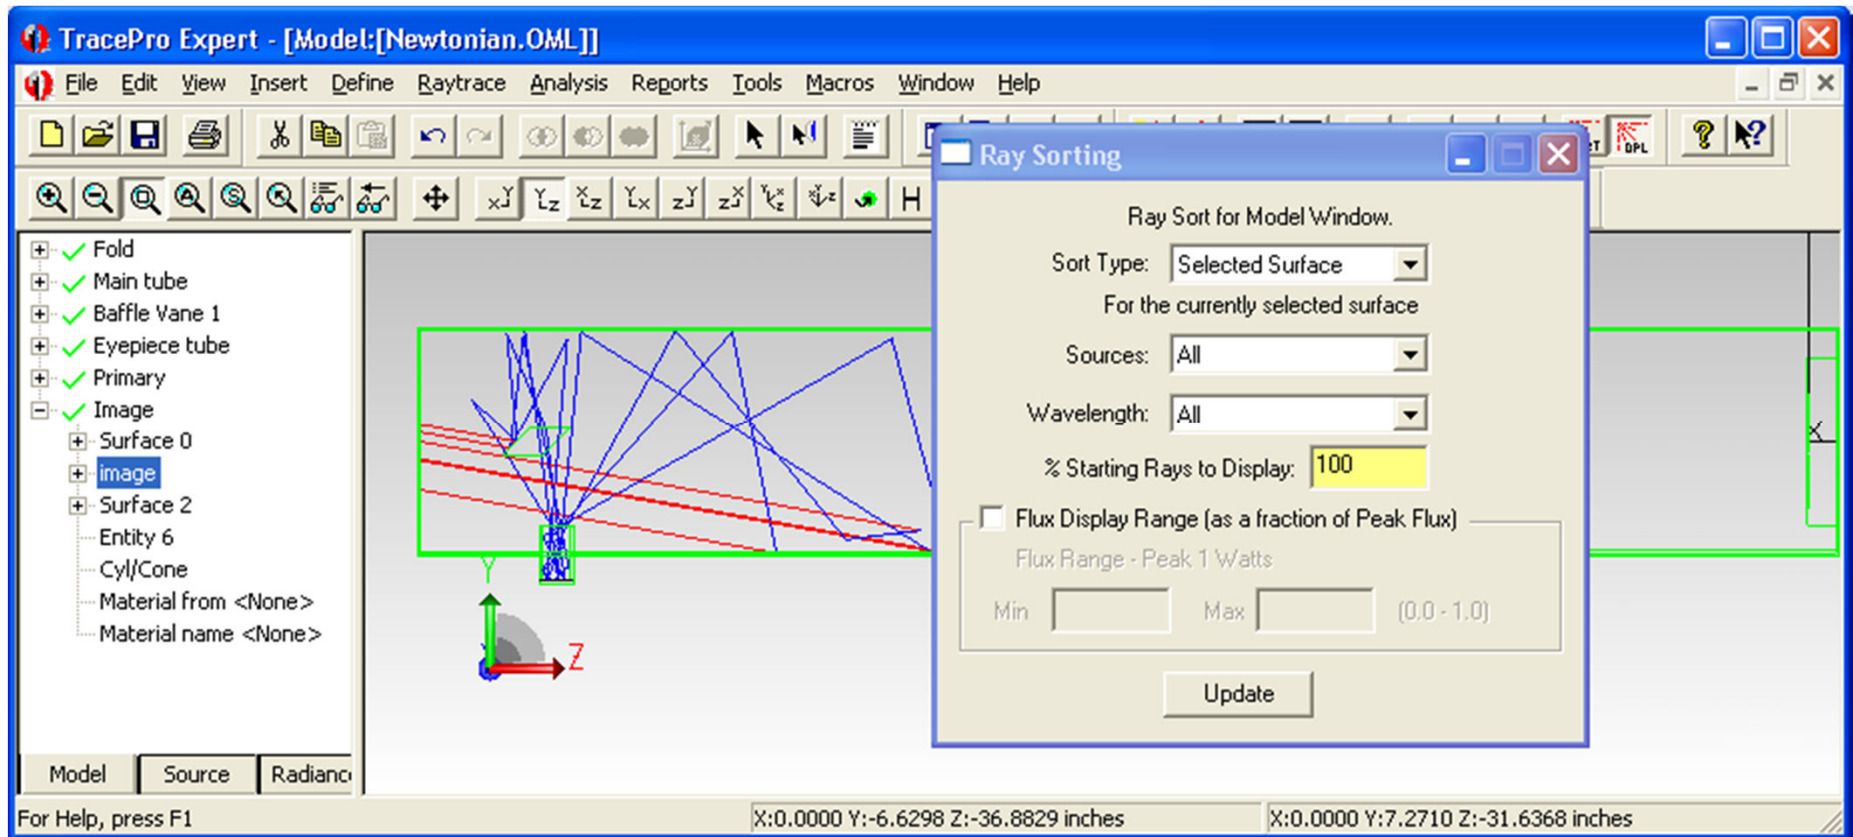 TracePro Expert - [Model:[Newtonian.OML]]
File Edit View Insert Define Raytrace Analysis Reports Tools Macros Window Help
Ray Sorting
Ray Sort for Model Window.
Sort Type: Selected Surface
For the currently selected surface
Sources: All
Wavelength: All
% Starting Rays to Display: 100
Flux Display Range (as a fraction of Peak Flux)
Flux Range - Peak 1 Watts
Min Max (0.0 - 1.0)
Update
Fold
Main tube
Baffle Vane 1
Eyepiece tube
Primary
Image
Surface 0
image
Surface 2
Entity 6
Cyl/Cone
Material from <None>
Material name <None>
Y
Z
X
Model Source Radianc
For Help, press F1
X:0.0000 Y:-6.6298 Z:-36.8829 inches
X:0.0000 Y:7.2710 Z:-31.6368 inches